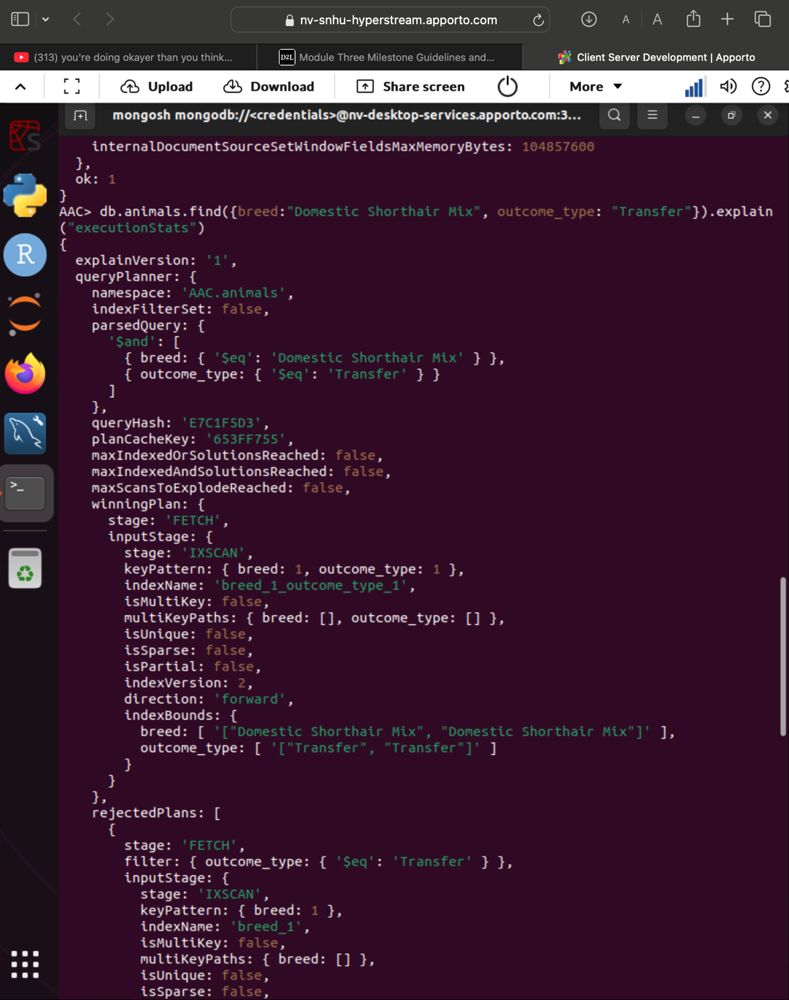 nv-snhu-hyperstream.apporto.com
A A
(313) you're doing okayer than you think...
D2L Module Three Milestone Guidelines and...
Client Server Development | Apporto
Upload
Download
Share screen
More
mongosh mongodb://<credentials>@nv-desktop-services.apporto.com:3...
    internalDocumentSourceSetWindowFieldsMaxMemoryBytes: 104857600
  },
  ok: 1
}
AAC> db.animals.find({breed:"Domestic Shorthair Mix", outcome_type: "Transfer"}).explain
("executionStats")
{
  explainVersion: '1',
  queryPlanner: {
    namespace: 'AAC.animals',
    indexFilterSet: false,
    parsedQuery: {
      '$and': [
        { breed: { '$eq': 'Domestic Shorthair Mix' } },
        { outcome_type: { '$eq': 'Transfer' } }
      ]
    },
    queryHash: 'E7C1F5D3',
    planCacheKey: '653FF755',
    maxIndexedOrSolutionsReached: false,
    maxIndexedAndSolutionsReached: false,
    maxScansToExplodeReached: false,
    winningPlan: {
      stage: 'FETCH',
      inputStage: {
        stage: 'IXSCAN',
        keyPattern: { breed: 1, outcome_type: 1 },
        indexName: 'breed_1_outcome_type_1',
        isMultiKey: false,
        multiKeyPaths: { breed: [], outcome_type: [] },
        isUnique: false,
        isSparse: false,
        isPartial: false,
        indexVersion: 2,
        direction: 'forward',
        indexBounds: {
          breed: [ '["Domestic Shorthair Mix", "Domestic Shorthair Mix"]' ],
          outcome_type: [ '["Transfer", "Transfer"]' ]
        }
      }
    },
    rejectedPlans: [
      {
        stage: 'FETCH',
        filter: { outcome_type: { '$eq': 'Transfer' } },
        inputStage: {
          stage: 'IXSCAN',
          keyPattern: { breed: 1 },
          indexName: 'breed_1',
          isMultiKey: false,
          multiKeyPaths: { breed: [] },
          isUnique: false,
          isSparse: false,
S
R
>_